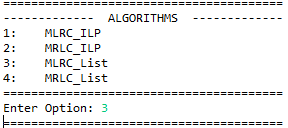 ========================================
-------------  ALGORITHMS  -------------
1:    MLRC_ILP
2:    MRLC_ILP
3:    MLRC_List
4:    MRLC_List
========================================
Enter Option: 3
========================================